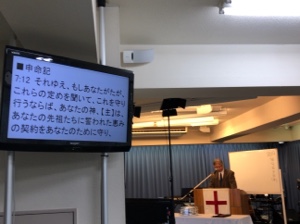 ■申命記
7:12 それゆえ、もしあなたがたが、
これらの定めを聞いて、これを守り
行うならば、あなたの神、【主】は、
あなたの先祖たちに誓われた恵み
の契約をあなたのために守り、